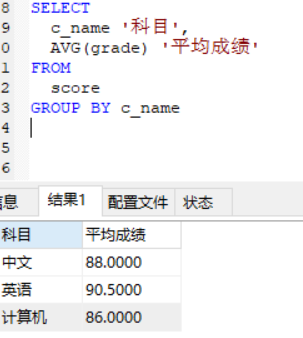 8 SELECT
9 c_name '科目',
0 AVG(grade) '平均成绩'
1 FROM
2 score
3 GROUP BY c_name
4
5
6
息 结果1 配置文件 状态
科目 平均成绩
中文 88.0000
英语 90.5000
计算机 86.0000